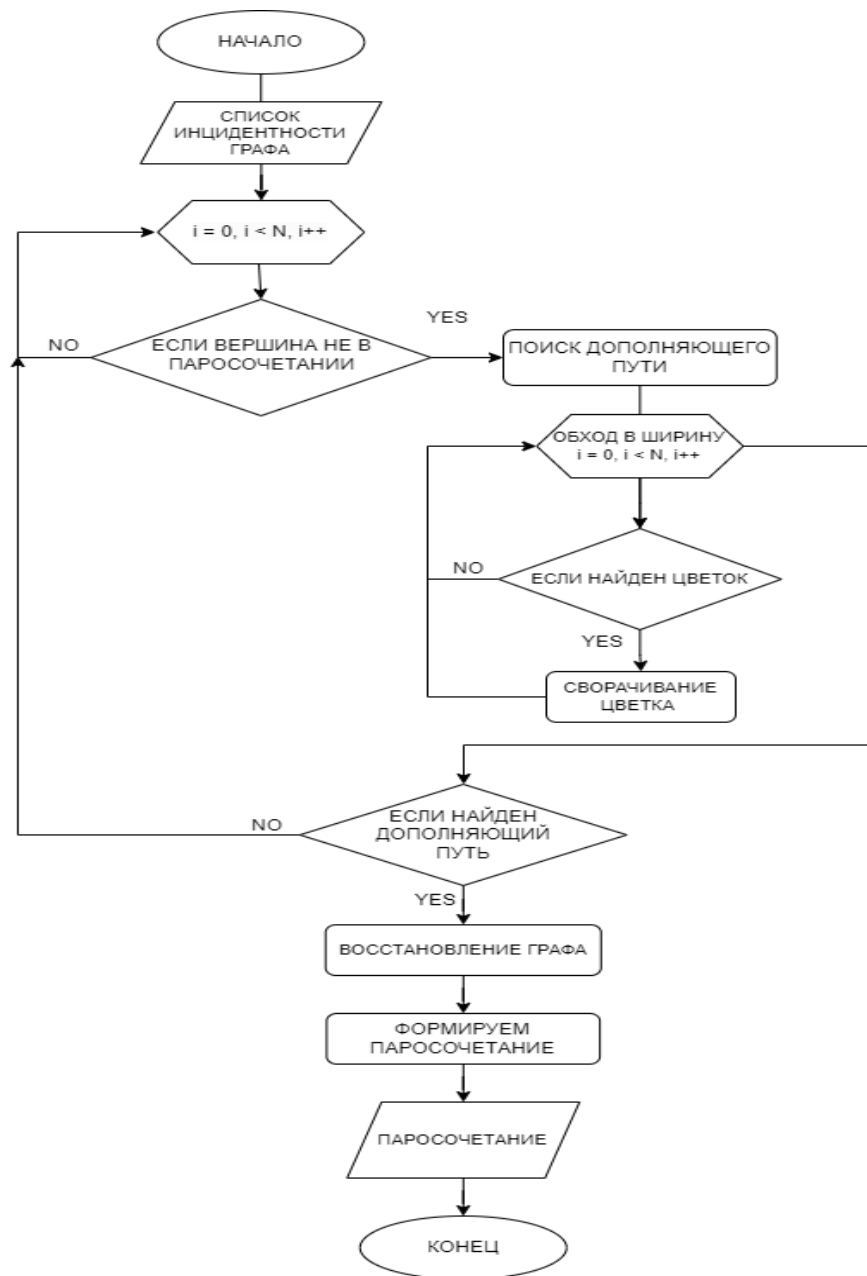 НАЧАЛО
СПИСОК
ИНЦИДЕНТНОСТИ
ГРАФА
i = 0, i < N, i++
ЕСЛИ ВЕРШИНА НЕ В
ПАРОСОЧЕТАНИИ
NO
YES
ПОИСК ДОПОЛНЯЮЩЕГО
ПУТИ
ОБХОД В ШИРИНУ
i = 0, i < N, i++
ЕСЛИ НАЙДЕН ЦВЕТОК
NO
YES
СВОРАЧИВАНИЕ
ЦВЕТКА
ЕСЛИ НАЙДЕН
ДОПОЛНЯЮЩИЙ
ПУТЬ
NO
YES
ВОССТАНОВЛЕНИЕ ГРАФА
ФОРМИРУЕМ
ПАРОСОЧЕТАНИЕ
ПАРОСОЧЕТАНИЕ
КОНЕЦ